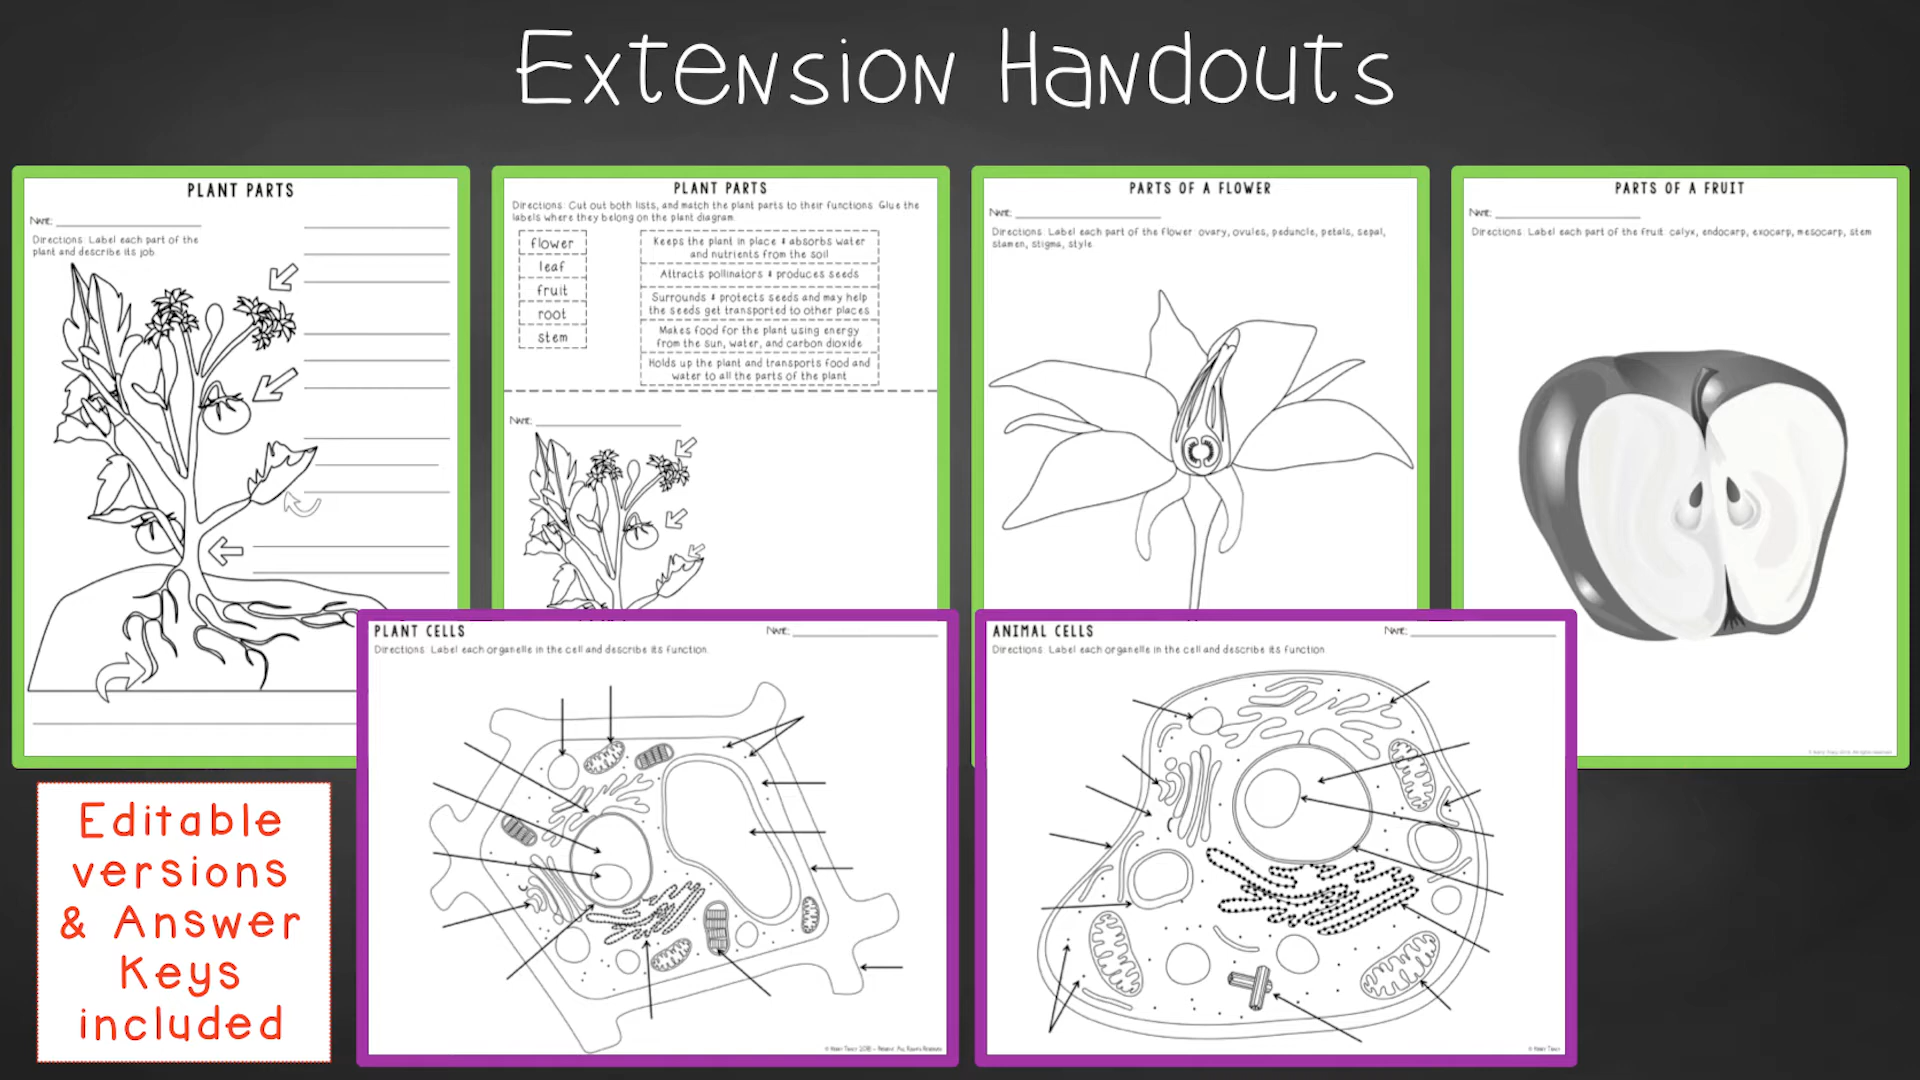 Extension Handouts
PLANT PARTS
NAME:
Directions: Label each part of the
plant and describe its job.
PLANT PARTS
Directions: Cut out both lists, and match the plant parts to their functions. Glue the
labels where they belong on the plant diagram.
flower
leaf
fruit
root
stem
Keeps the plant in place & absorbs water
and nutrients from the soil
Attracts pollinators & produces seeds
Surrounds & protects seeds and may help
the seeds get transported to other places
Makes food for the plant using energy
from the sun, water, and carbon dioxide
Holds up the plant and transports food and
water to all the parts of the plant
NAME:
PARTS OF A FLOWER
NAME:
Directions: Label each part of the flower: ovary, ovules, peduncle, petals, sepal,
stamen, stigma, style
PARTS OF A FRUIT
NAME:
Directions: Label each part of the fruit: calyx, endocarp, exocarp, mesocarp, stem
PLANT CELLS
NAME:
Directions: Label each organelle in the cell and describe its function.
© Kerry Tracy 2018 - Present. All Rights Reserved
ANIMAL CELLS
NAME:
Directions: Label each organelle in the cell and describe its function
© Kerry Tracy
Editable
versions
& Answer
Keys
included